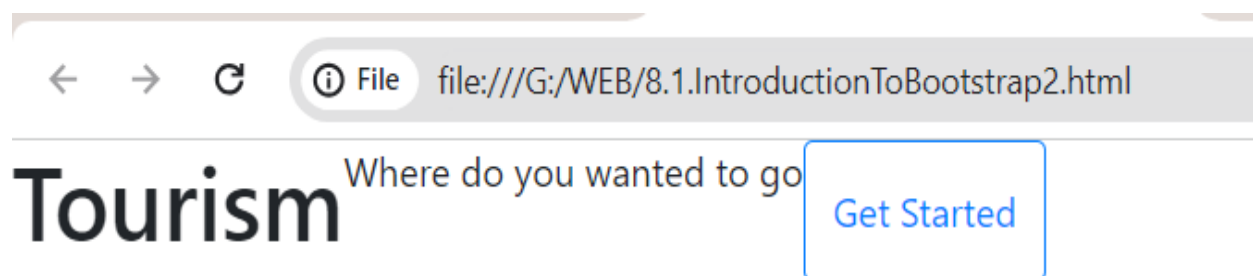 File file:///G:/WEB/8.1.IntroductionToBootstrap2.html
Tourism Where do you wanted to go Get Started